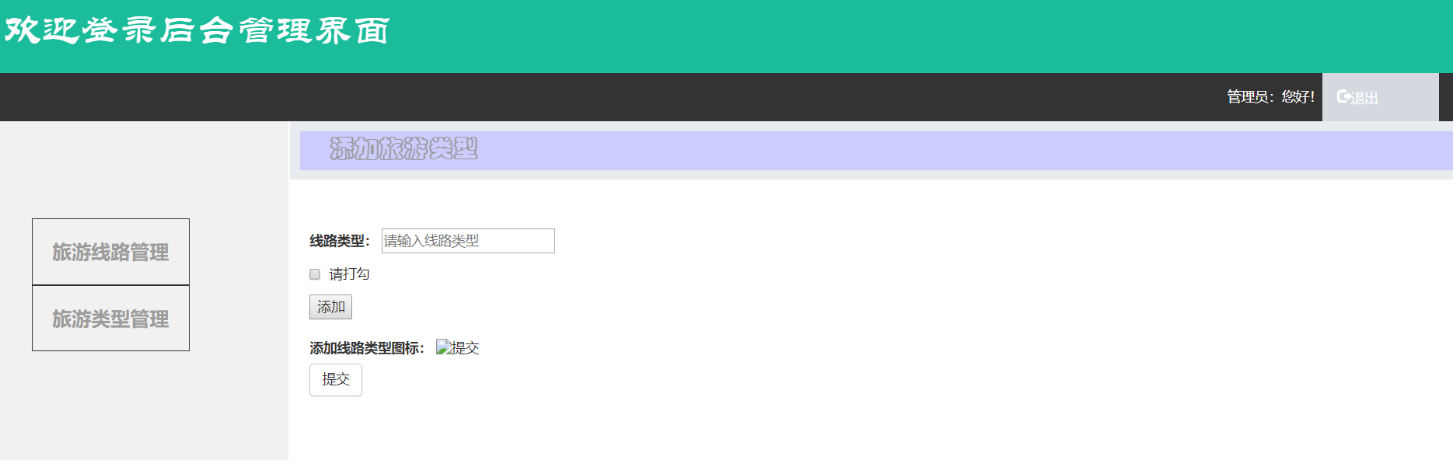 欢迎登录后台管理界面
管理员：您好！ 退出
添加旅游类型
旅游线路管理
旅游类型管理
线路类型： 请输入线路类型
请打勾
添加
添加线路类型图标： 提交
提交